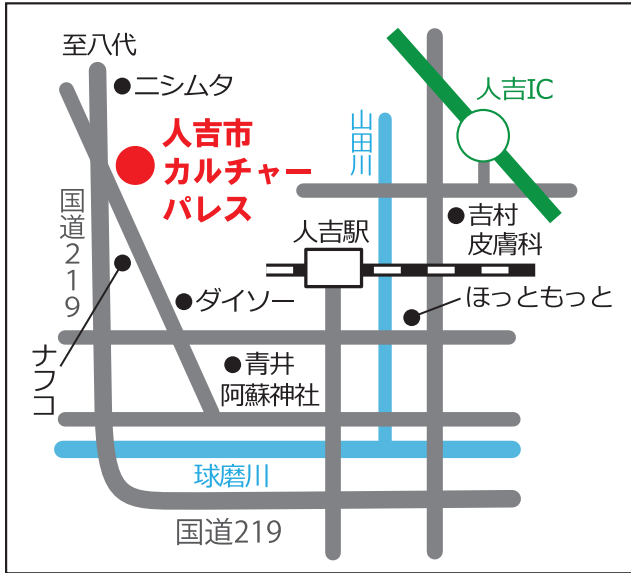 至八代
ニシムタ
人吉市
カルチャー
パレス
山田川
人吉IC
国道219
人吉駅
吉村
皮膚科
ダイソー
ほっともっと
ナフコ
青井
阿蘇神社
球磨川
国道219